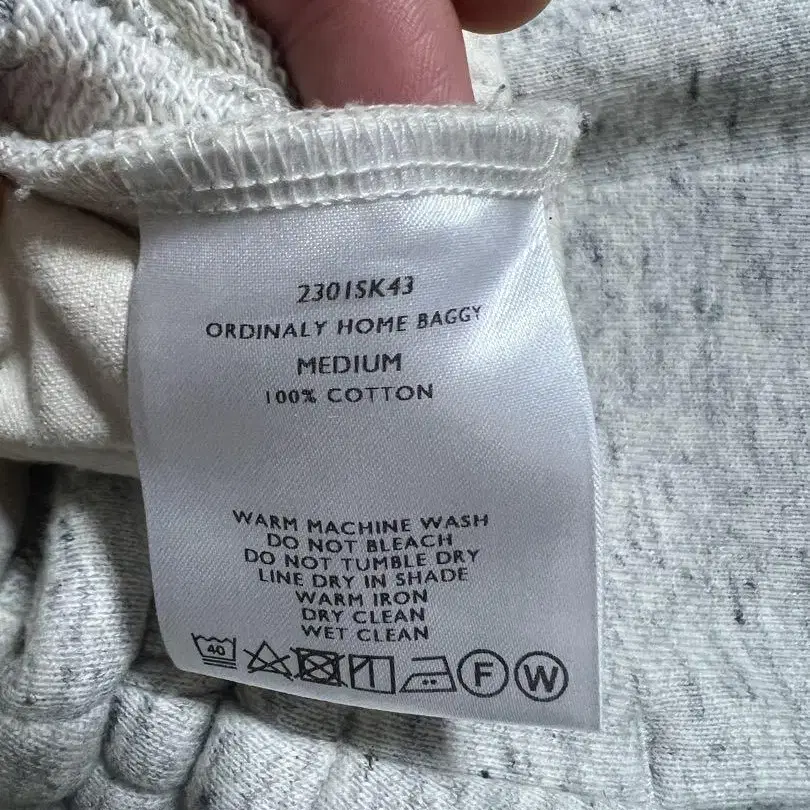 2301SK43
ORDINALY HOME BAGGY
MEDIUM
100% COTTON
WARM MACHINE WASH
DO NOT BLEACH
DO NOT TUMBLE DRY
LINE DRY IN SHADE
WARM IRON
DRY CLEAN
WET CLEAN
40 F W